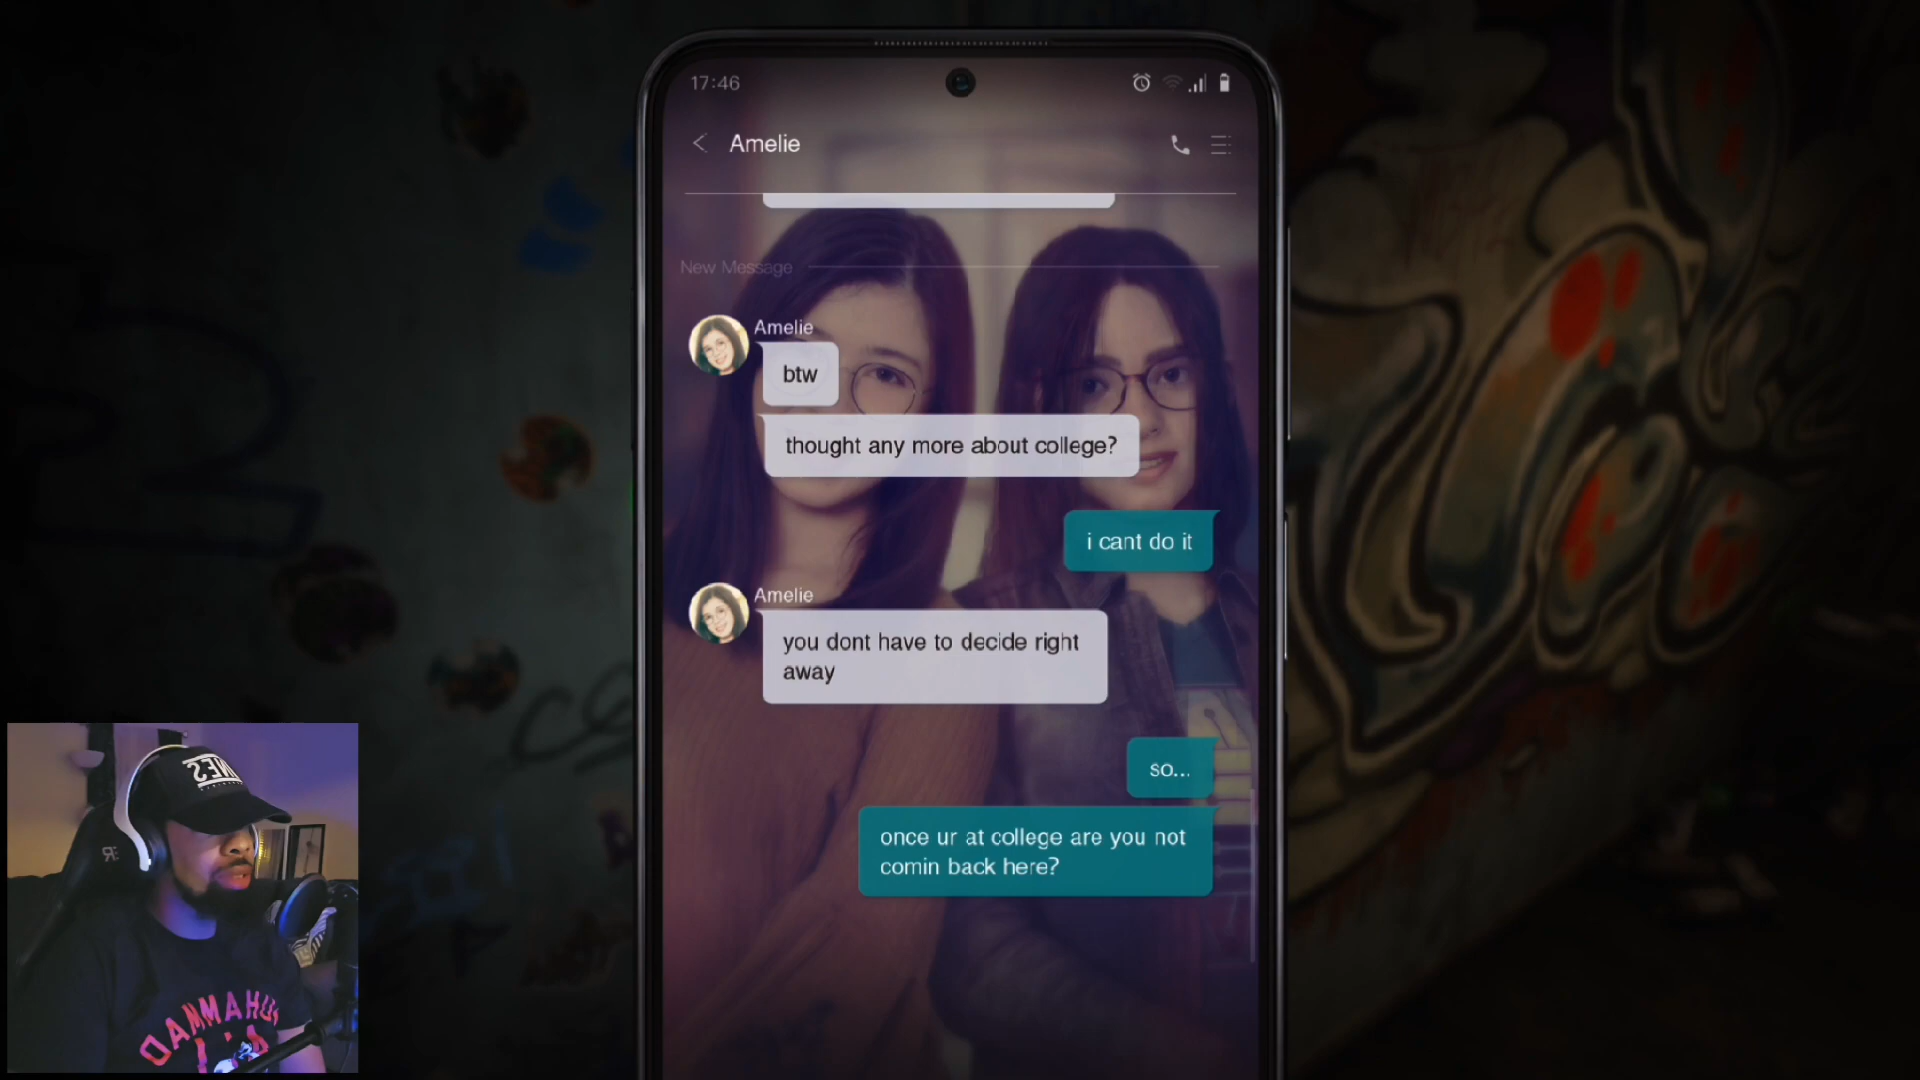 17:46
Amelie
New Message
Amelie
btw
thought any more about college?
i cant do it
Amelie
you dont have to decide right
away
so...
once ur at college are you not
comin back here?